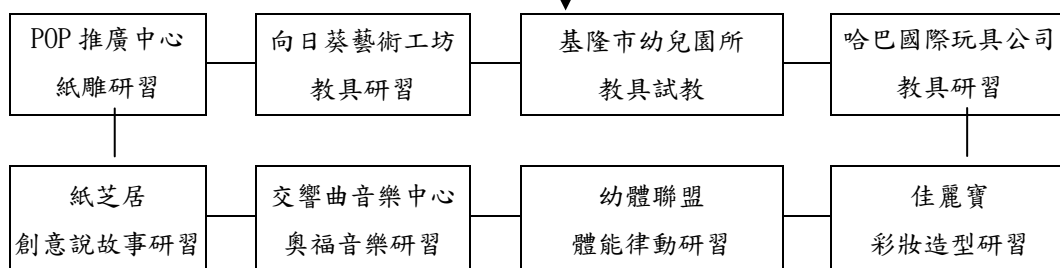 POP 推廣中心
紙雕研習
向日葵藝術工坊
教具研習
基隆市幼兒園所
教具試教
哈巴國際玩具公司
教具研習
紙芝居
創意說故事研習
交響曲音樂中心
奧福音樂研習
幼體聯盟
體能律動研習
佳麗寶
彩妝造型研習